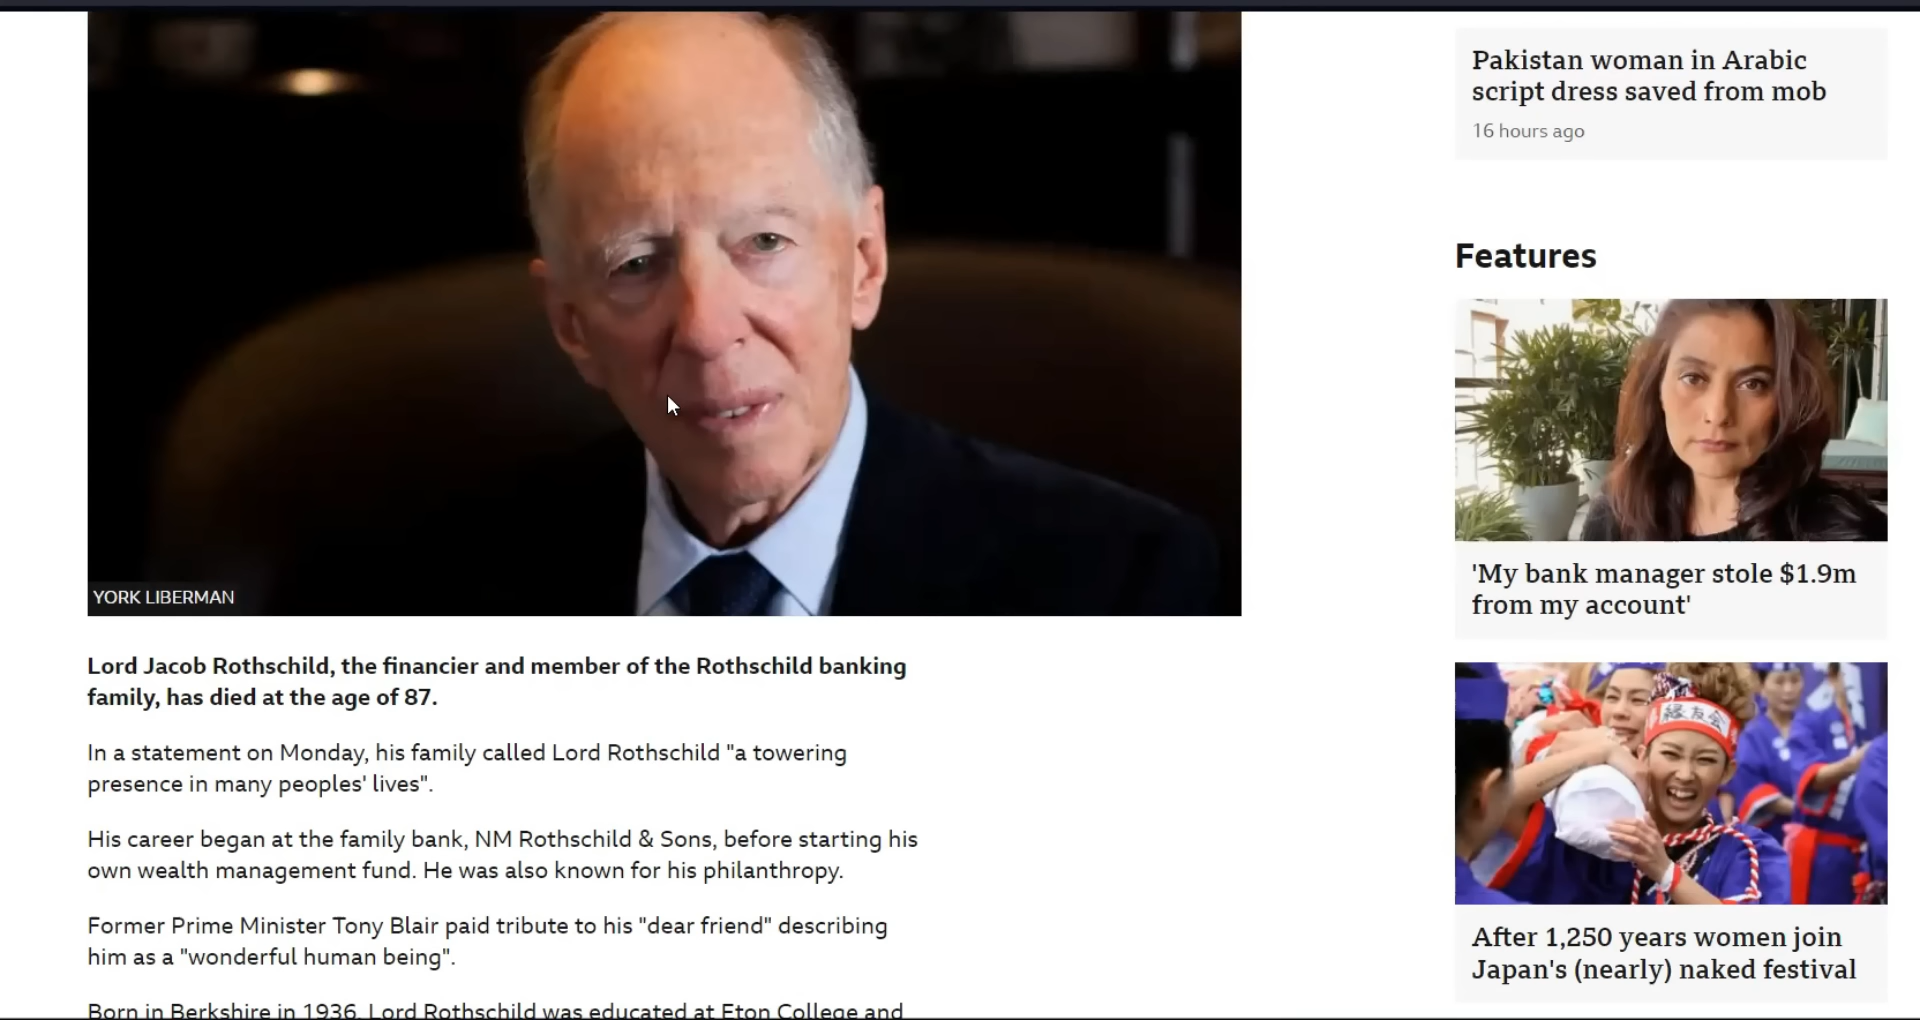 YORK LIBERMAN
Lord Jacob Rothschild, the financier and member of the Rothschild banking
family, has died at the age of 87.
In a statement on Monday, his family called Lord Rothschild "a towering
presence in many peoples' lives".
His career began at the family bank, NM Rothschild & Sons, before starting his
own wealth management fund. He was also known for his philanthropy.
Former Prime Minister Tony Blair paid tribute to his "dear friend" describing
him as a "wonderful human being".
Born in Berkshire in 1936, Lord Rothschild was educated at Eton College and
Pakistan woman in Arabic
script dress saved from mob
16 hours ago
Features
'My bank manager stole $1.9m
from my account'
縁友会
After 1,250 years women join
Japan's (nearly) naked festival